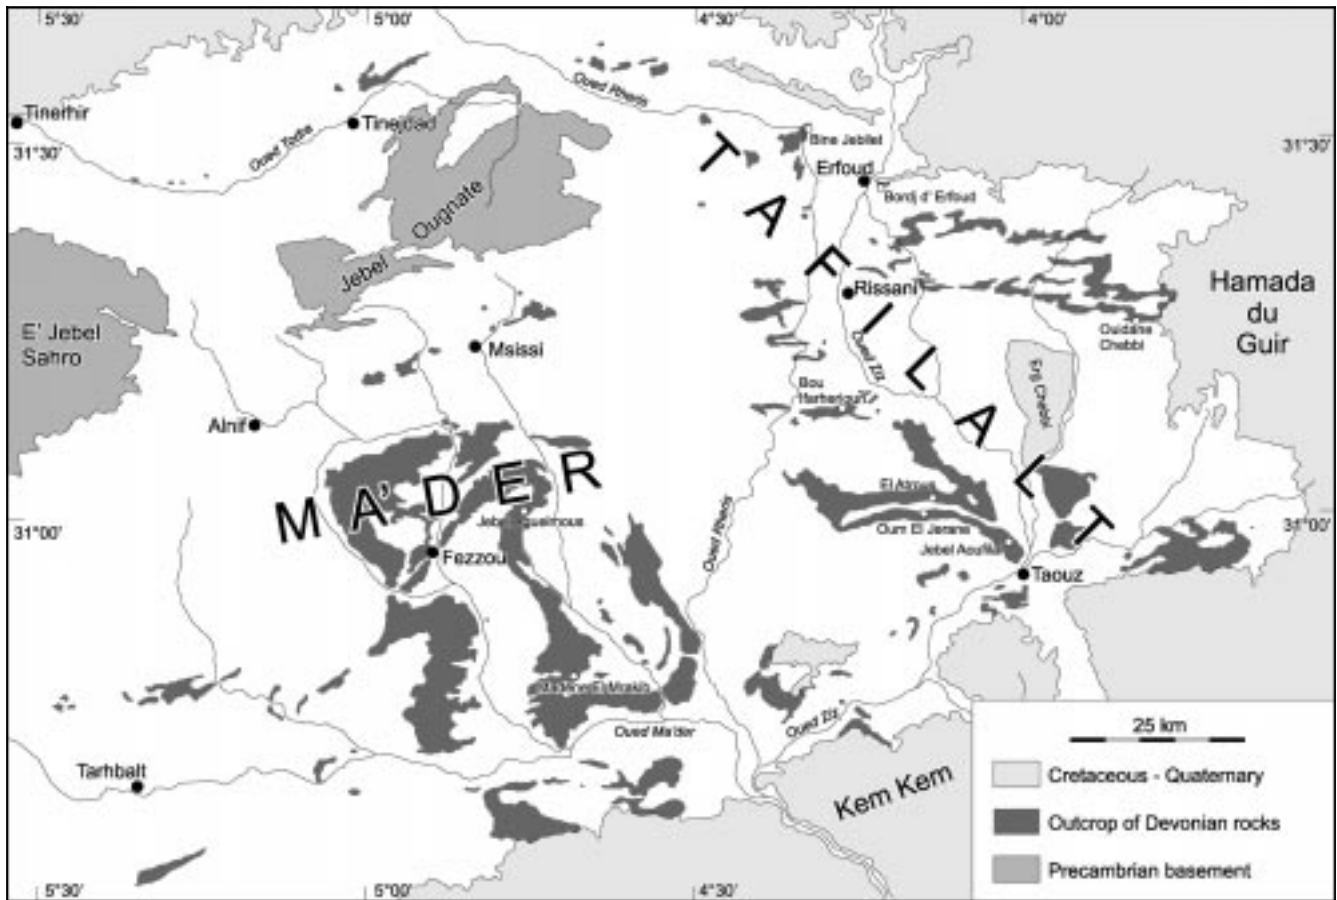 5°30'
5°00'
4°30'
4°00'
Oued Rheris
Tinerhir
Tinejdad
Oued Todra
31°30'
31°30'
Bine Jebilet
Erfoud
Bordj d' Erfoud
TAFILALT
Jebel Ougnate
Rissani
Hamada
du
Guir
E' Jebel
Sahro
Msissi
Ouidane
Chebbi
Oued Ziz
Erg Chebbi
Bou
Alnif
MA'DER
El Atrous
Oum El Jerane
Jebel Aoufilal
31°00'
31°00'
Fezzou
Oued Rheris
Taouz
Oued Ma'der
Oued Ziz
Tarhbalt
Kem Kem
25 km
Cretaceous - Quaternary
Outcrop of Devonian rocks
Precambrian basement
5°30'
5°00'
4°30'